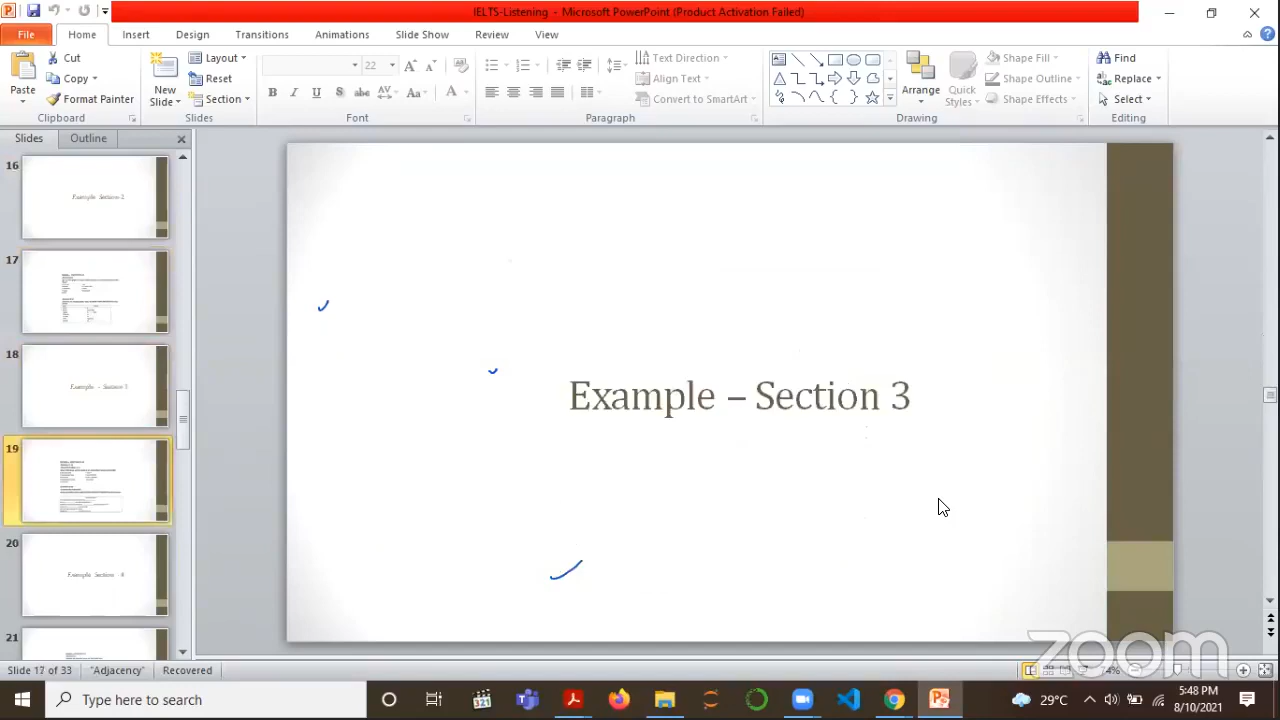 IELTS-Listening - Microsoft PowerPoint (Product Activation Failed)
File Home Insert Design Transitions Animations Slide Show Review View
Paste Cut Copy Format Painter Clipboard
New Slide Layout Reset Section Slides
22 Font
Text Direction Align Text Convert to SmartArt Paragraph
Arrange Quick Styles Shape Fill Shape Outline Shape Effects Drawing
Find Replace Select Editing
Slides Outline
16
Example Section 2
17
18
Example - Section 3
19
20
Example Section - 4
21
Example – Section 3
zoom
Slide 17 of 33 "Adjacency" Recovered 74%
Type here to search
29°C
5:48 PM
8/10/2021